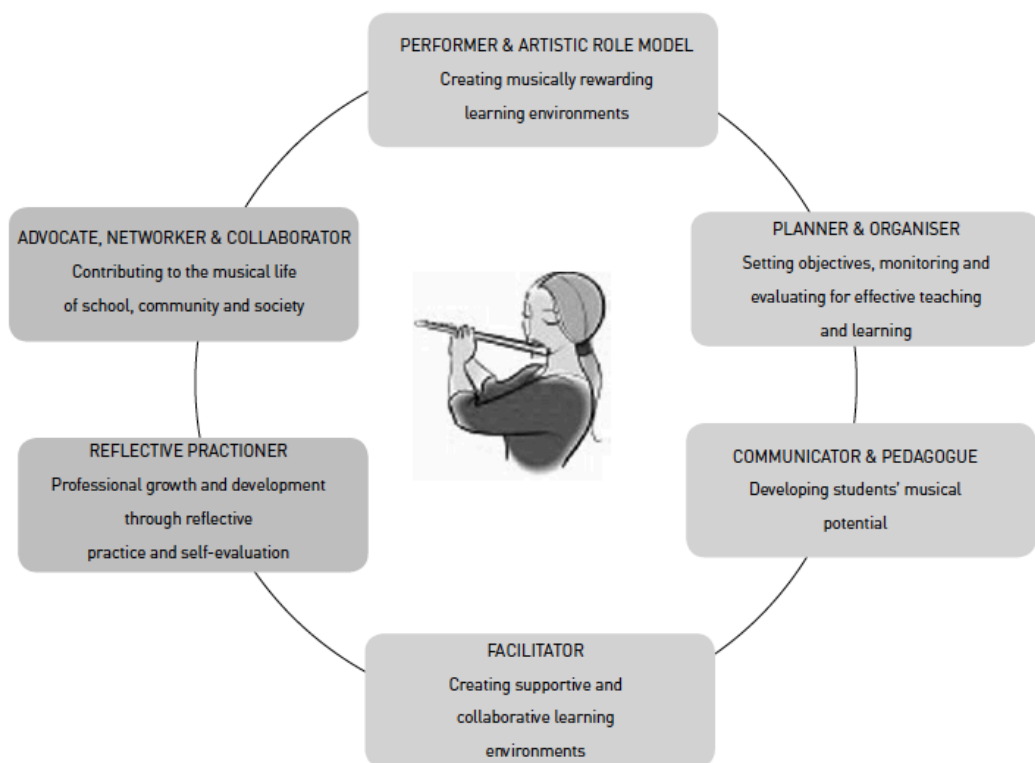 PERFORMER & ARTISTIC ROLE MODEL
Creating musically rewarding
learning environments
ADVOCATE, NETWORKER & COLLABORATOR
Contributing to the musical life
of school, community and society
PLANNER & ORGANISER
Setting objectives, monitoring and
evaluating for effective teaching
and learning
REFLECTIVE PRACTIONER
Professional growth and development
through reflective
practice and self-evaluation
COMMUNICATOR & PEDAGOGUE
Developing students’ musical
potential
FACILITATOR
Creating supportive and
collaborative learning
environments